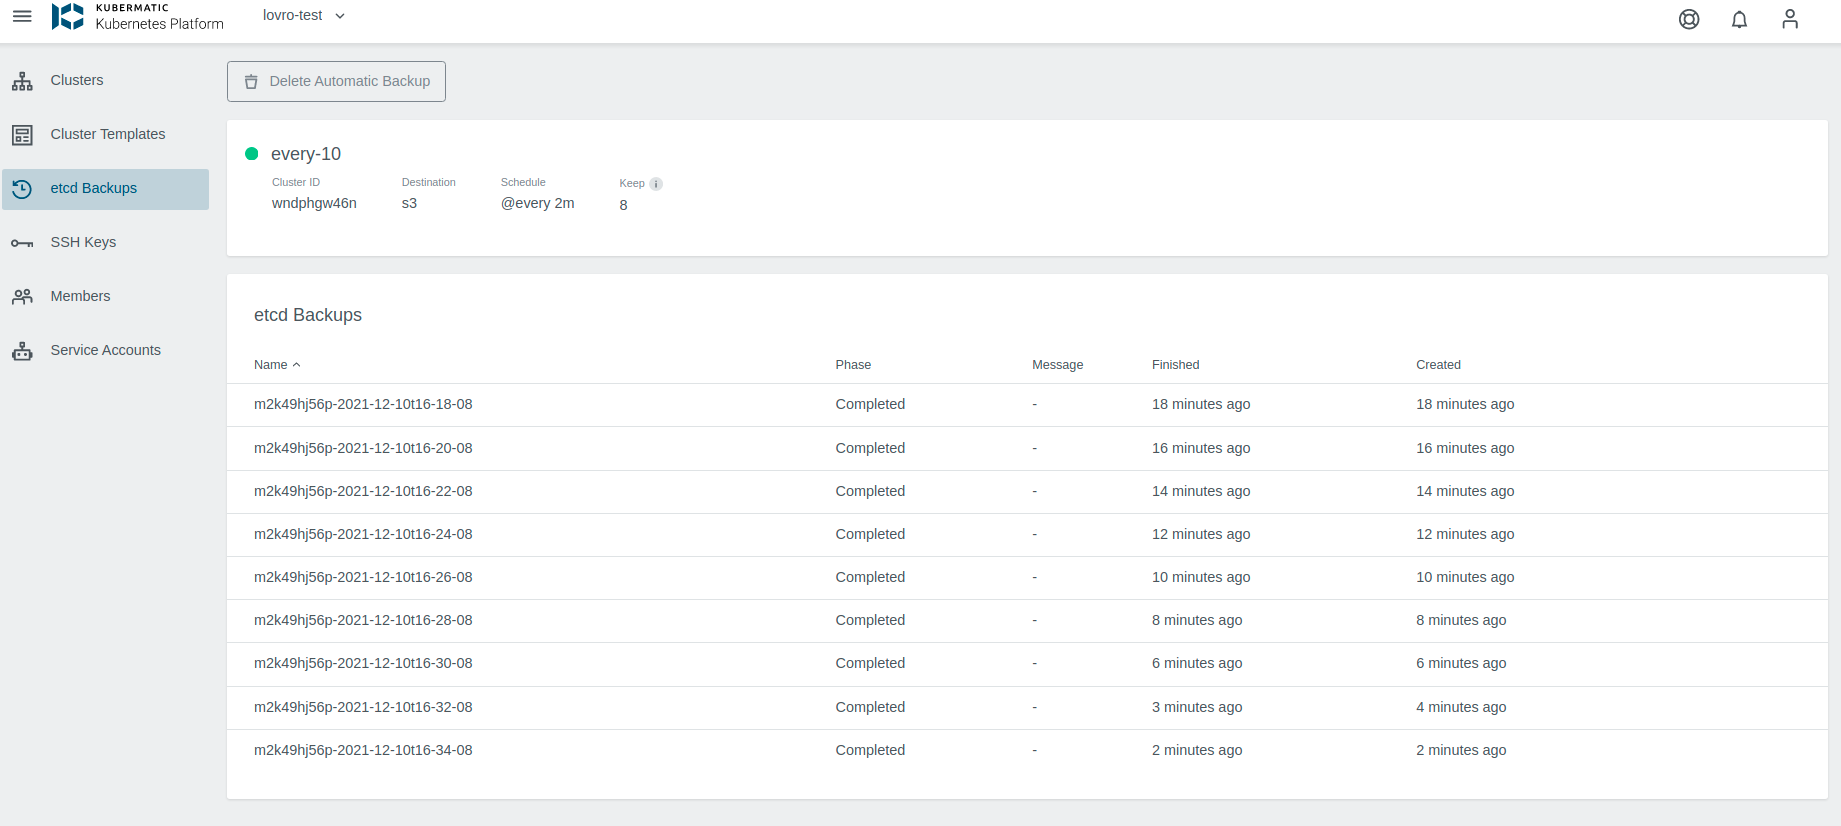 KUBERMATIC
Kubernetes Platform
lovro-test
Clusters
Cluster Templates
etcd Backups
SSH Keys
Members
Service Accounts
Delete Automatic Backup
every-10
Cluster ID Destination Schedule Keep i
wndphgw46n s3 @every 2m 8
etcd Backups
Name Phase Message Finished Created
m2k49hj56p-2021-12-10t16-18-08 Completed - 18 minutes ago 18 minutes ago
m2k49hj56p-2021-12-10t16-20-08 Completed - 16 minutes ago 16 minutes ago
m2k49hj56p-2021-12-10t16-22-08 Completed - 14 minutes ago 14 minutes ago
m2k49hj56p-2021-12-10t16-24-08 Completed - 12 minutes ago 12 minutes ago
m2k49hj56p-2021-12-10t16-26-08 Completed - 10 minutes ago 10 minutes ago
m2k49hj56p-2021-12-10t16-28-08 Completed - 8 minutes ago 8 minutes ago
m2k49hj56p-2021-12-10t16-30-08 Completed - 6 minutes ago 6 minutes ago
m2k49hj56p-2021-12-10t16-32-08 Completed - 3 minutes ago 4 minutes ago
m2k49hj56p-2021-12-10t16-34-08 Completed - 2 minutes ago 2 minutes ago